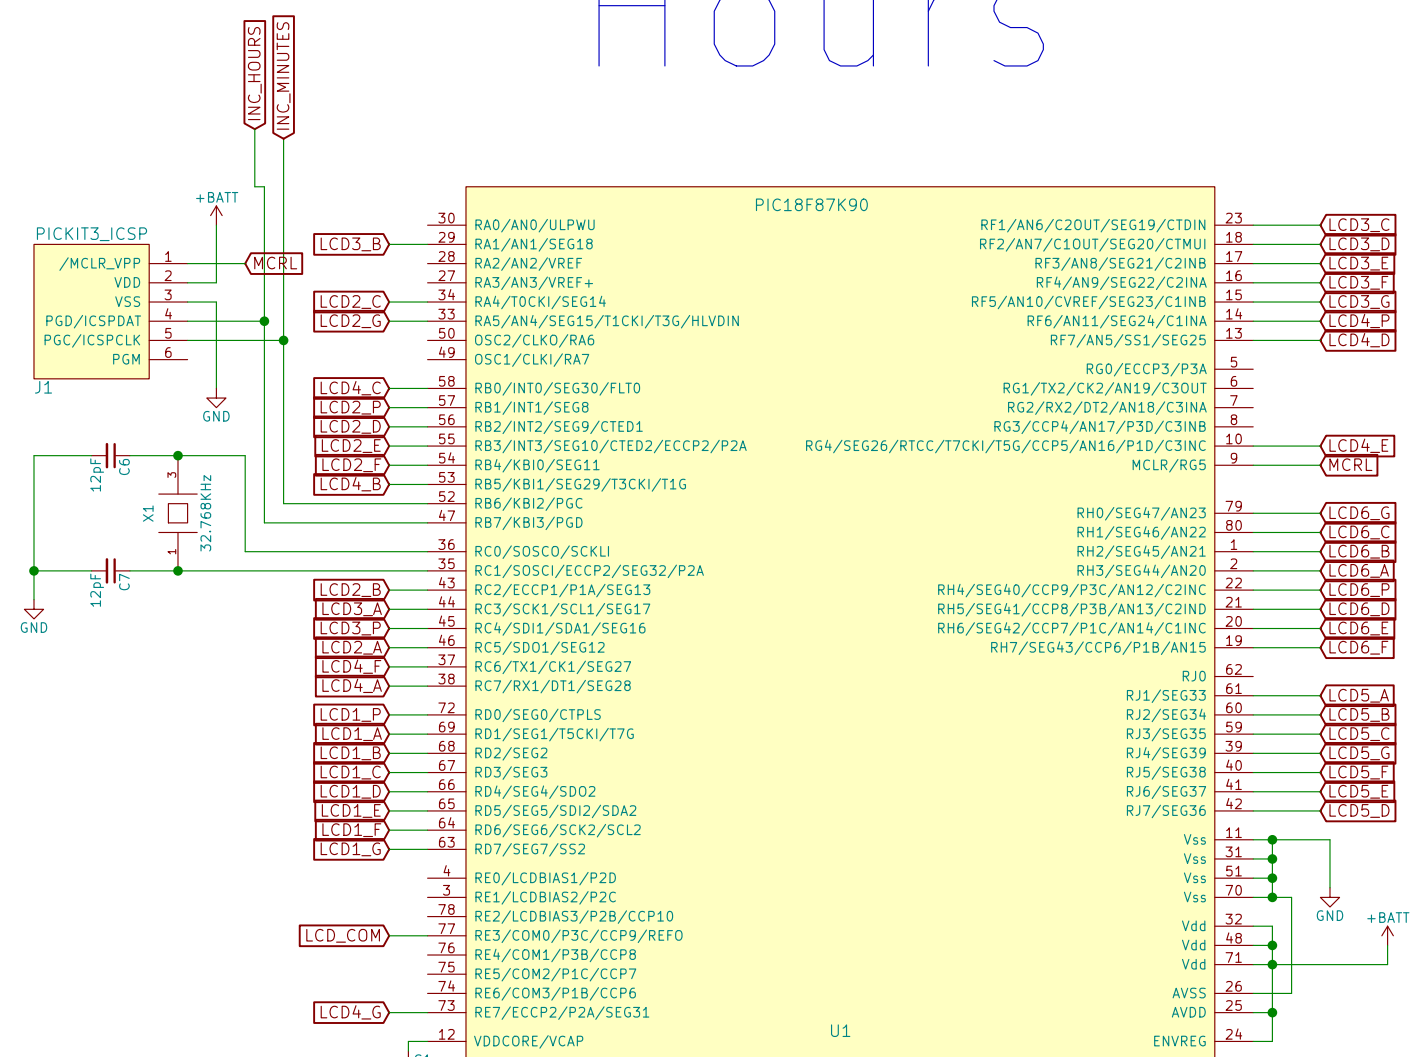 Hours
INC_HOURS
INC_MINUTES
+BATT
PICKIT3_ICSP
/MCLR_VPP 1 MCRL
VDD 2
VSS 3
PGD/ICSPDAT 4
PGC/ICSPCLK 5
PGM 6
J1
GND
12pF C6
3
X1 32.768KHz
1
12pF C7
GND
PIC18F87K90
30 RA0/AN0/ULPWU
LCD3_B 29 RA1/AN1/SEG18
28 RA2/AN2/VREF
27 RA3/AN3/VREF+
LCD2_C 34 RA4/T0CKI/SEG14
LCD2_G 33 RA5/AN4/SEG15/T1CKI/T3G/HLVDIN
50 OSC2/CLKO/RA6
49 OSC1/CLKI/RA7
LCD4_C 58 RB0/INT0/SEG30/FLT0
LCD2_P 57 RB1/INT1/SEG8
LCD2_D 56 RB2/INT2/SEG9/CTED1
LCD2_E 55 RB3/INT3/SEG10/CTED2/ECCP2/P2A
LCD2_F 54 RB4/KBI0/SEG11
LCD4_B 53 RB5/KBI1/SEG29/T3CKI/T1G
52 RB6/KBI2/PGC
47 RB7/KBI3/PGD
36 RC0/SOSCO/SCKLI
35 RC1/SOSCI/ECCP2/SEG32/P2A
LCD2_B 43 RC2/ECCP1/P1A/SEG13
LCD3_A 44 RC3/SCK1/SCL1/SEG17
LCD3_P 45 RC4/SDI1/SDA1/SEG16
LCD2_A 46 RC5/SDO1/SEG12
LCD4_F 37 RC6/TX1/CK1/SEG27
LCD4_A 38 RC7/RX1/DT1/SEG28
LCD1_P 72 RD0/SEG0/CTPLS
LCD1_A 69 RD1/SEG1/T5CKI/T7G
LCD1_B 68 RD2/SEG2
LCD1_C 67 RD3/SEG3
LCD1_D 66 RD4/SEG4/SDO2
LCD1_E 65 RD5/SEG5/SDI2/SDA2
LCD1_F 64 RD6/SEG6/SCK2/SCL2
LCD1_G 63 RD7/SEG7/SS2
4 RE0/LCDBIAS1/P2D
3 RE1/LCDBIAS2/P2C
78 RE2/LCDBIAS3/P2B/CCP10
LCD_COM 77 RE3/COM0/P3C/CCP9/REFO
76 RE4/COM1/P3B/CCP8
75 RE5/COM2/P1C/CCP7
74 RE6/COM3/P1B/CCP6
LCD4_G 73 RE7/ECCP2/P2A/SEG31
12 VDDCORE/VCAP
RF1/AN6/C2OUT/SEG19/CTDIN 23 LCD3_C
RF2/AN7/C1OUT/SEG20/CTMUI 18 LCD3_D
RF3/AN8/SEG21/C2INB 17 LCD3_E
RF4/AN9/SEG22/C2INA 16 LCD3_F
RF5/AN10/CVREF/SEG23/C1INB 15 LCD3_G
RF6/AN11/SEG24/C1INA 14 LCD4_P
RF7/AN5/SS1/SEG25 13 LCD4_D
RG0/ECCP3/P3A 5
RG1/TX2/CK2/AN19/C3OUT 6
RG2/RX2/DT2/AN18/C3INA 7
RG3/CCP4/AN17/P3D/C3INB 8
RG4/SEG26/RTCC/T7CKI/T5G/CCP5/AN16/P1D/C3INC 10 LCD4_E
MCLR/RG5 9 MCRL
RH0/SEG47/AN23 79 LCD6_G
RH1/SEG46/AN22 80 LCD6_C
RH2/SEG45/AN21 1 LCD6_B
RH3/SEG44/AN20 2 LCD6_A
RH4/SEG40/CCP9/P3C/AN12/C2INC 22 LCD6_P
RH5/SEG41/CCP8/P3B/AN13/C2IND 21 LCD6_D
RH6/SEG42/CCP7/P1C/AN14/C1INC 20 LCD6_E
RH7/SEG43/CCP6/P1B/AN15 19 LCD6_F
RJ0 62
RJ1/SEG33 61 LCD5_A
RJ2/SEG34 60 LCD5_B
RJ3/SEG35 59 LCD5_C
RJ4/SEG39 39 LCD5_G
RJ5/SEG38 40 LCD5_F
RJ6/SEG37 41 LCD5_E
RJ7/SEG36 42 LCD5_D
Vss 11
Vss 31
Vss 51
Vss 70
GND
+BATT
Vdd 32
Vdd 48
Vdd 71
AVSS 26
AVDD 25
ENVREG 24
U1